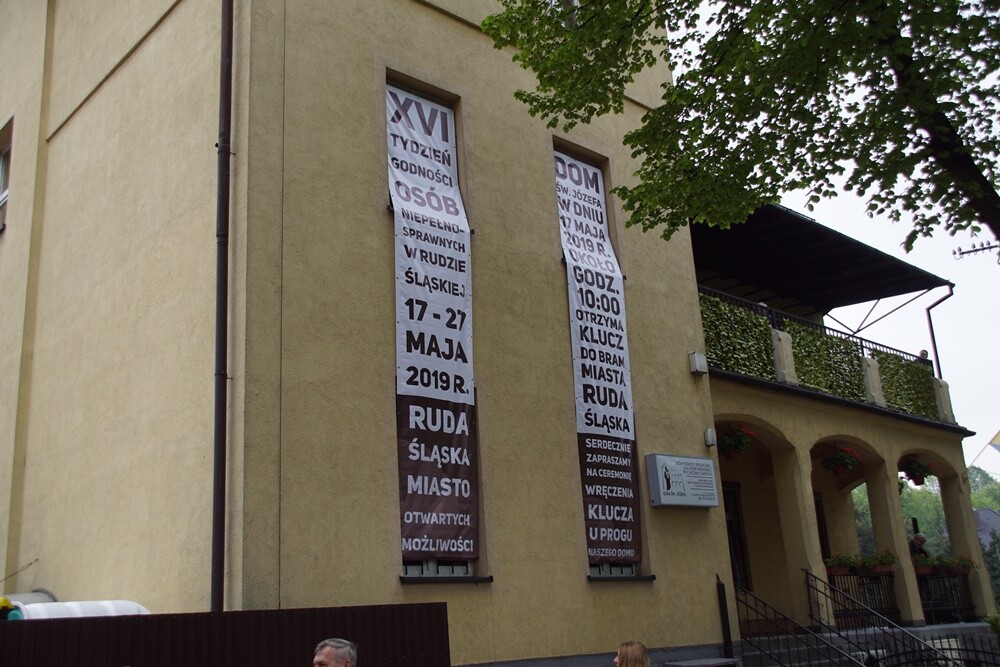 XVI
TYDZIEŃ
GODNOŚCI
OSÓB
NIEPEŁNO-
SPRAWNYCH
W RUDZIE
ŚLĄSKIEJ
17 - 27
MAJA
2019 R.
RUDA
ŚLĄSKA
MIASTO
OTWARTYCH
MOŻLIWOŚCI
DOM
ŚW. JÓZEFA
W DNIU
17 MAJA
2019 R.
OKOŁO
GODZ.
10:00
OTRZYMA
KLUCZ
DO BRAM
MIASTA
RUDA
ŚLĄSKA
SERDECZNIE
ZAPRASZAMY
NA CEREMONIĘ
WRĘCZENIA
KLUCZA
U PROGU
NASZEGO DOMU